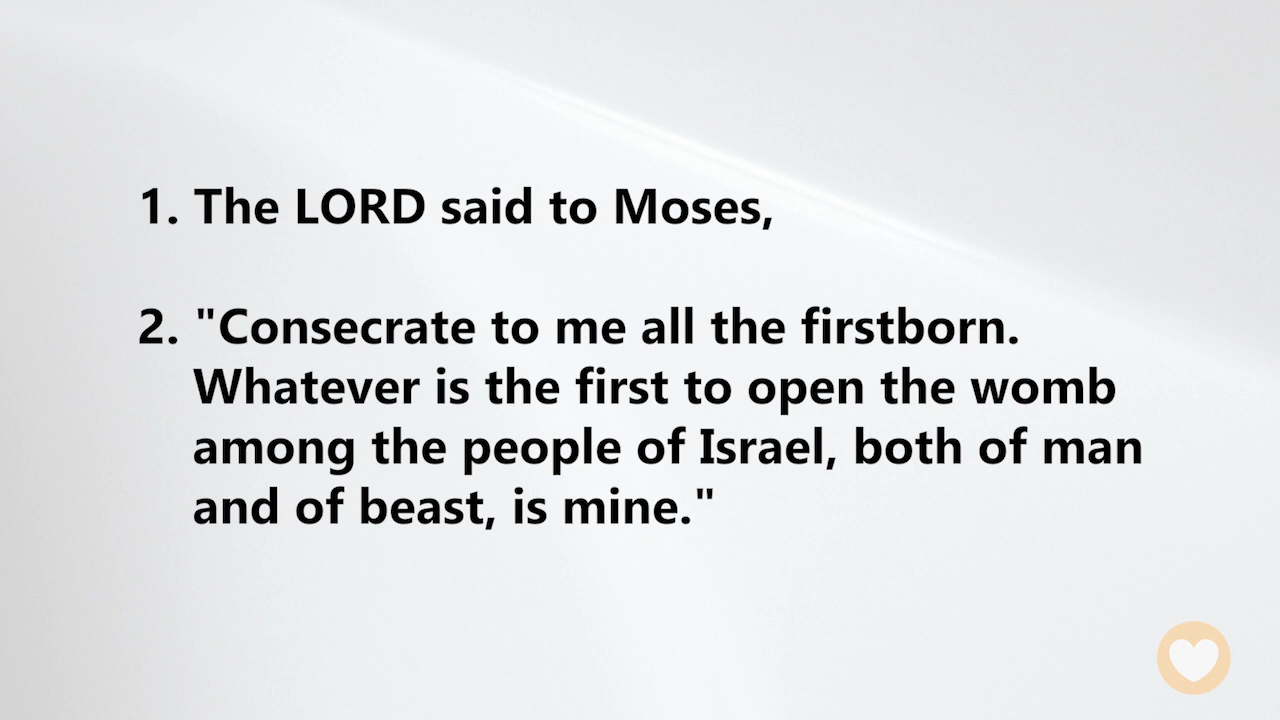 1. The LORD said to Moses,
2. "Consecrate to me all the firstborn.
Whatever is the first to open the womb
among the people of Israel, both of man
and of beast, is mine."